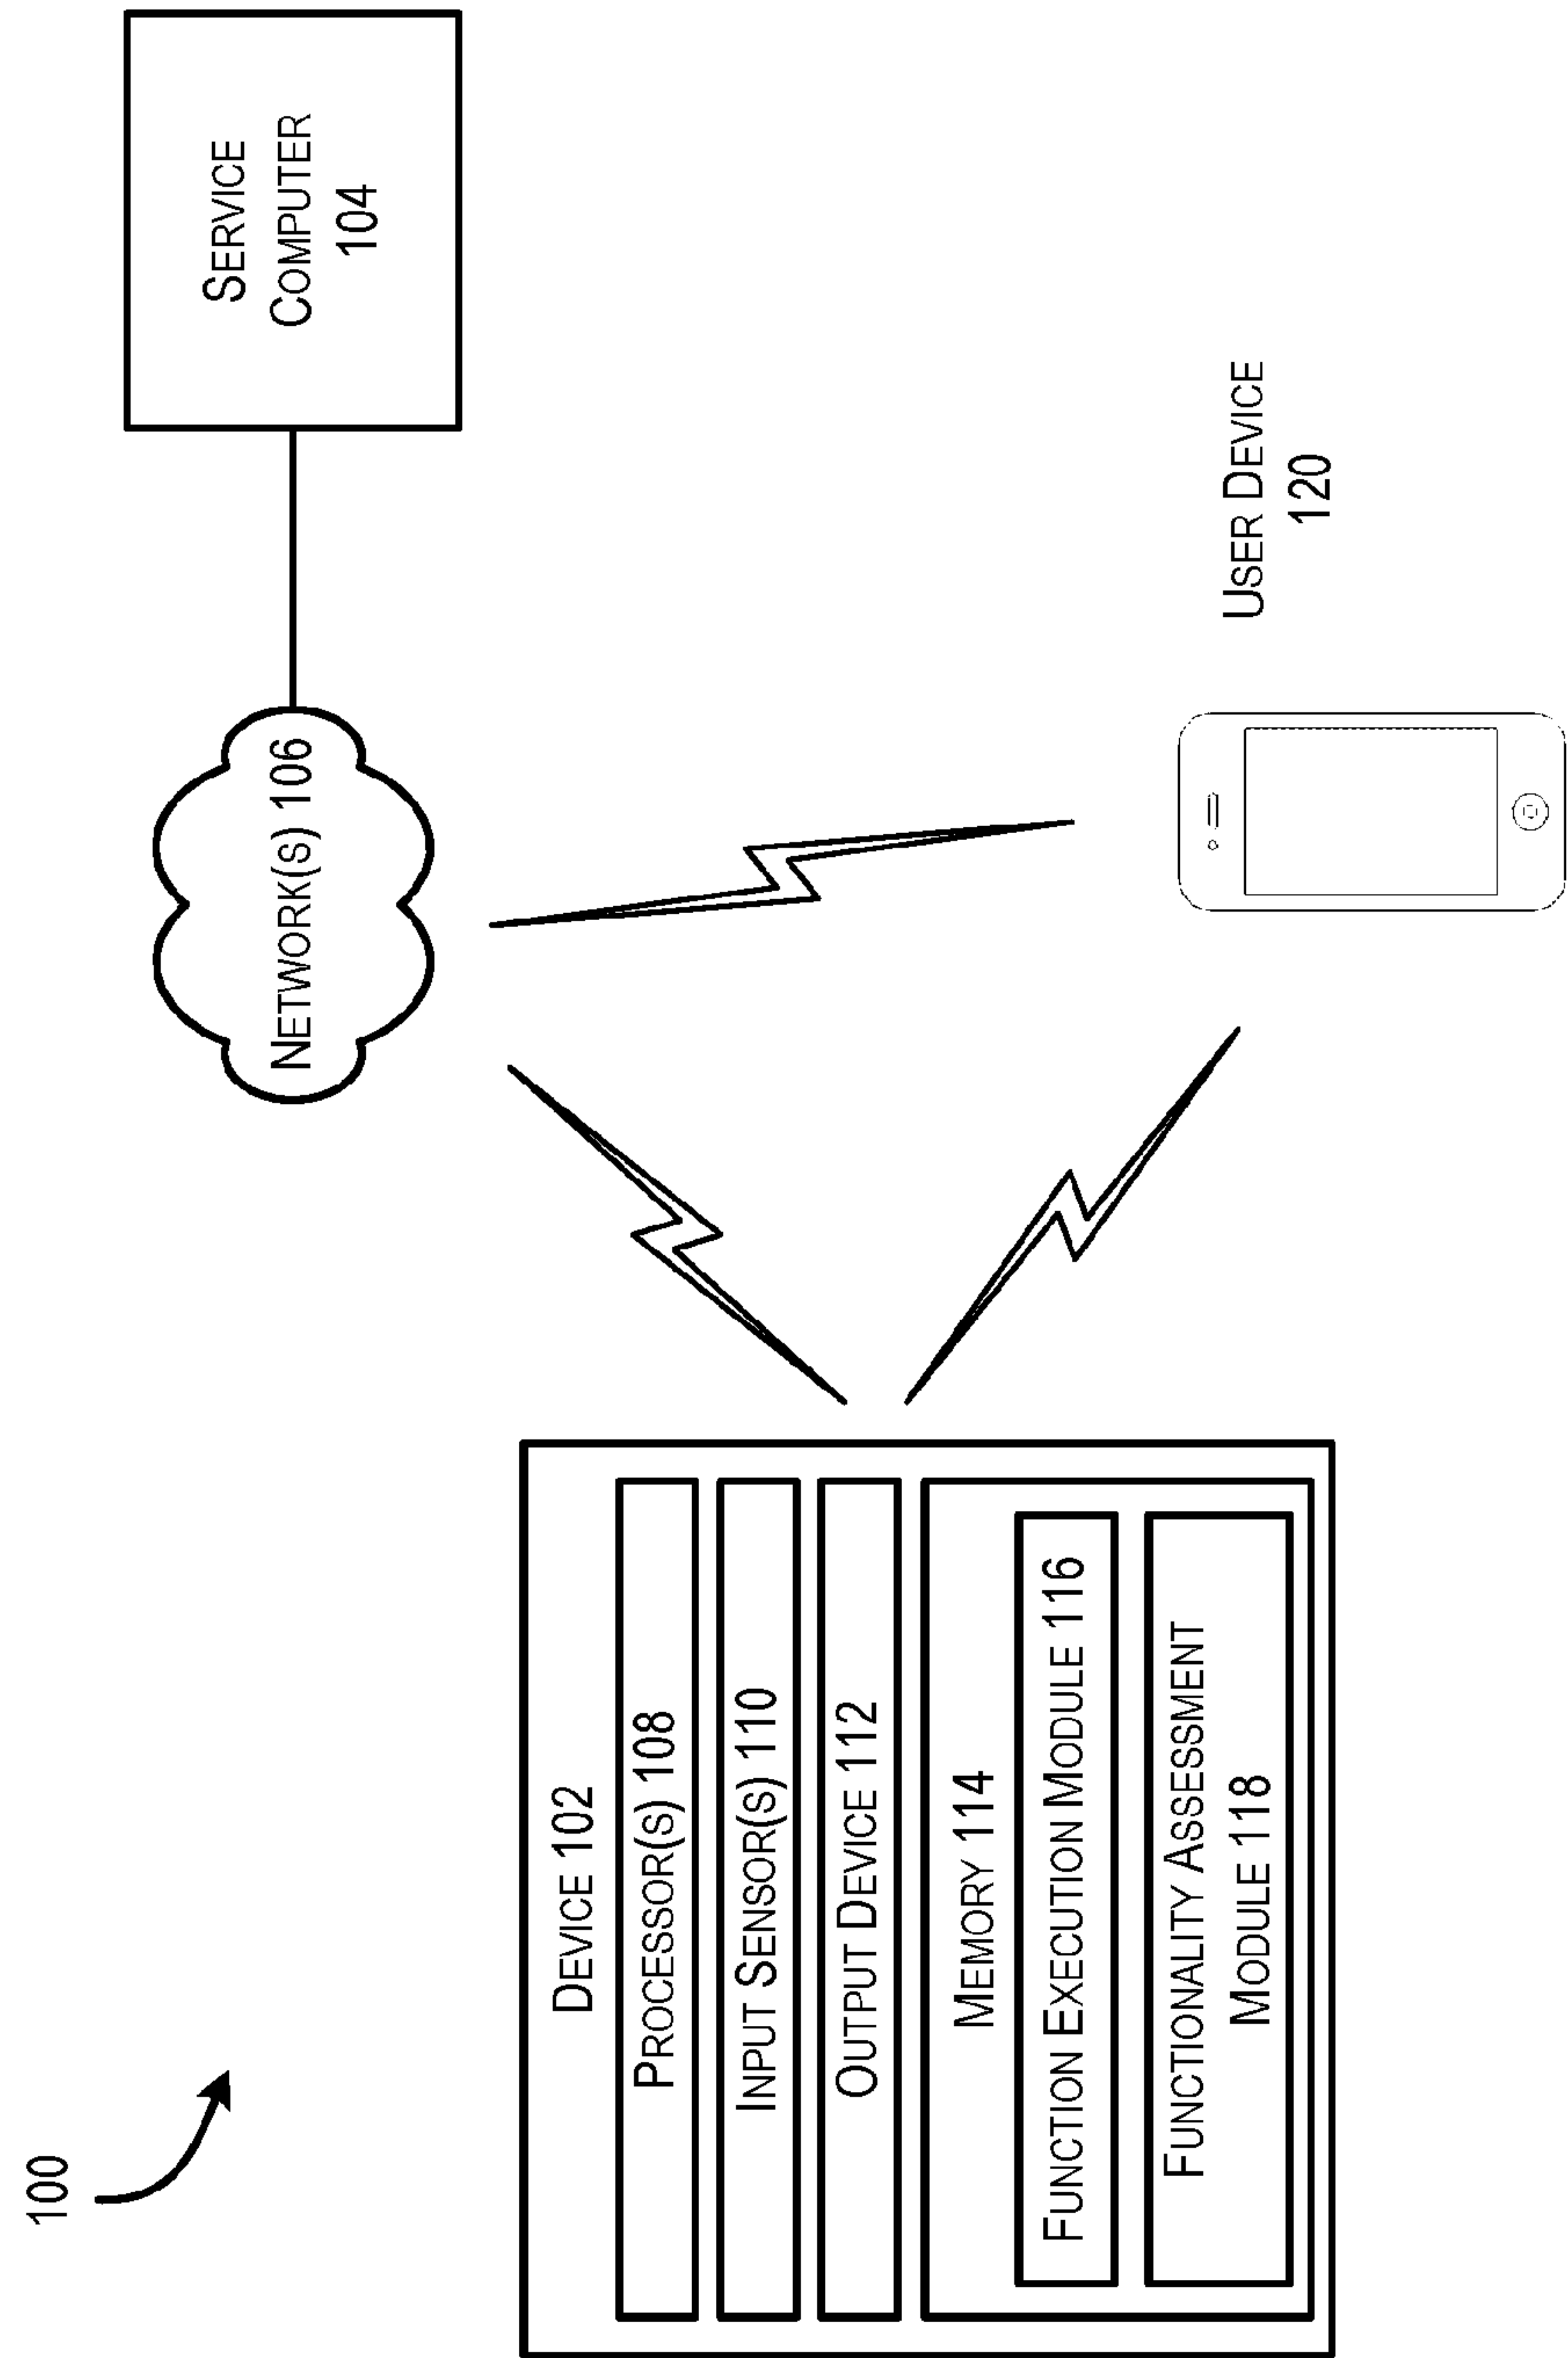 100
SERVICE
COMPUTER
104
NETWORK(S) 106
DEVICE 102
PROCESSOR(S) 108
INPUT SENSOR(S) 110
OUTPUT DEVICE 112
MEMORY 114
FUNCTION EXECUTION MODULE 116
FUNCTIONALITY ASSESSMENT
MODULE 118
USER DEVICE
120